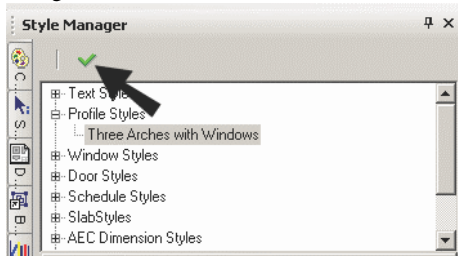 Style Manager
C...
Text
Profile Styles
Three Arches with Windows
S...
Window Styles
D...
Door Styles
Schedule Styles
B...
SlabStyles
AEC Dimension Styles